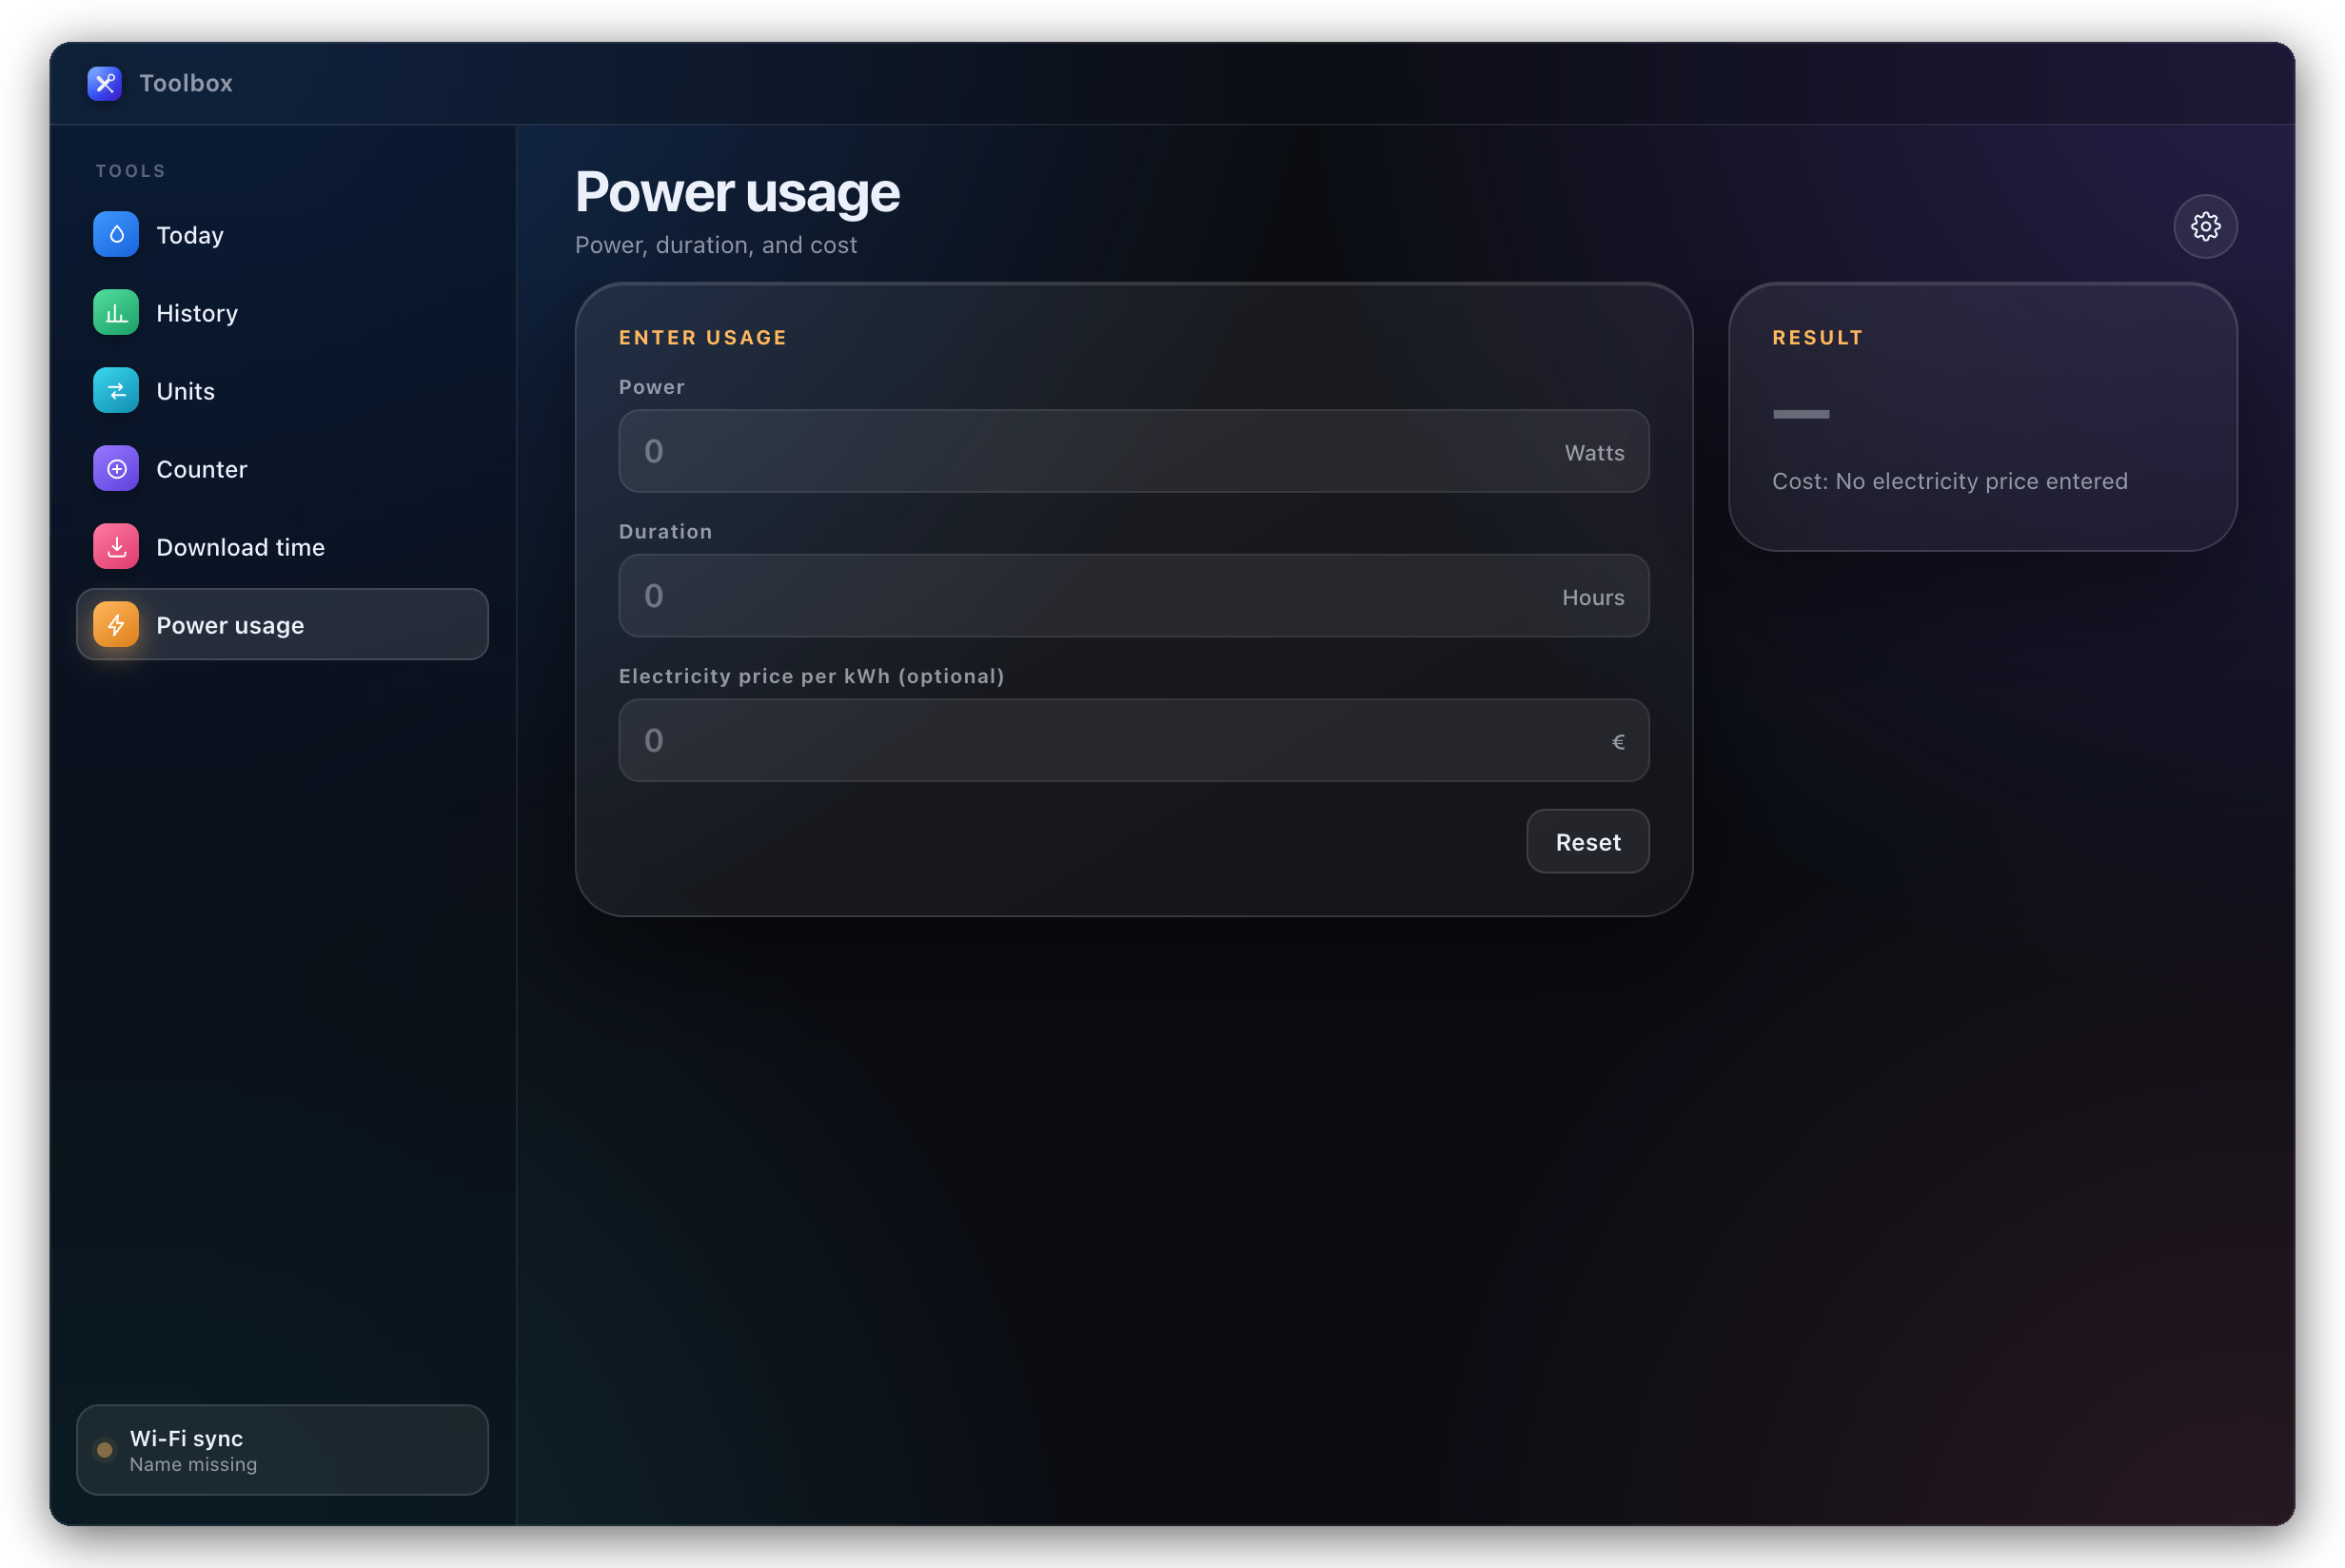 Toolbox
TOOLS
Today
History
Units
Counter
Download time
Power usage
Wi-Fi sync
Name missing
Power usage
Power, duration, and cost
ENTER USAGE
Power
0 Watts
Duration
0 Hours
Electricity price per kWh (optional)
0 €
Reset
RESULT
—
Cost: No electricity price entered